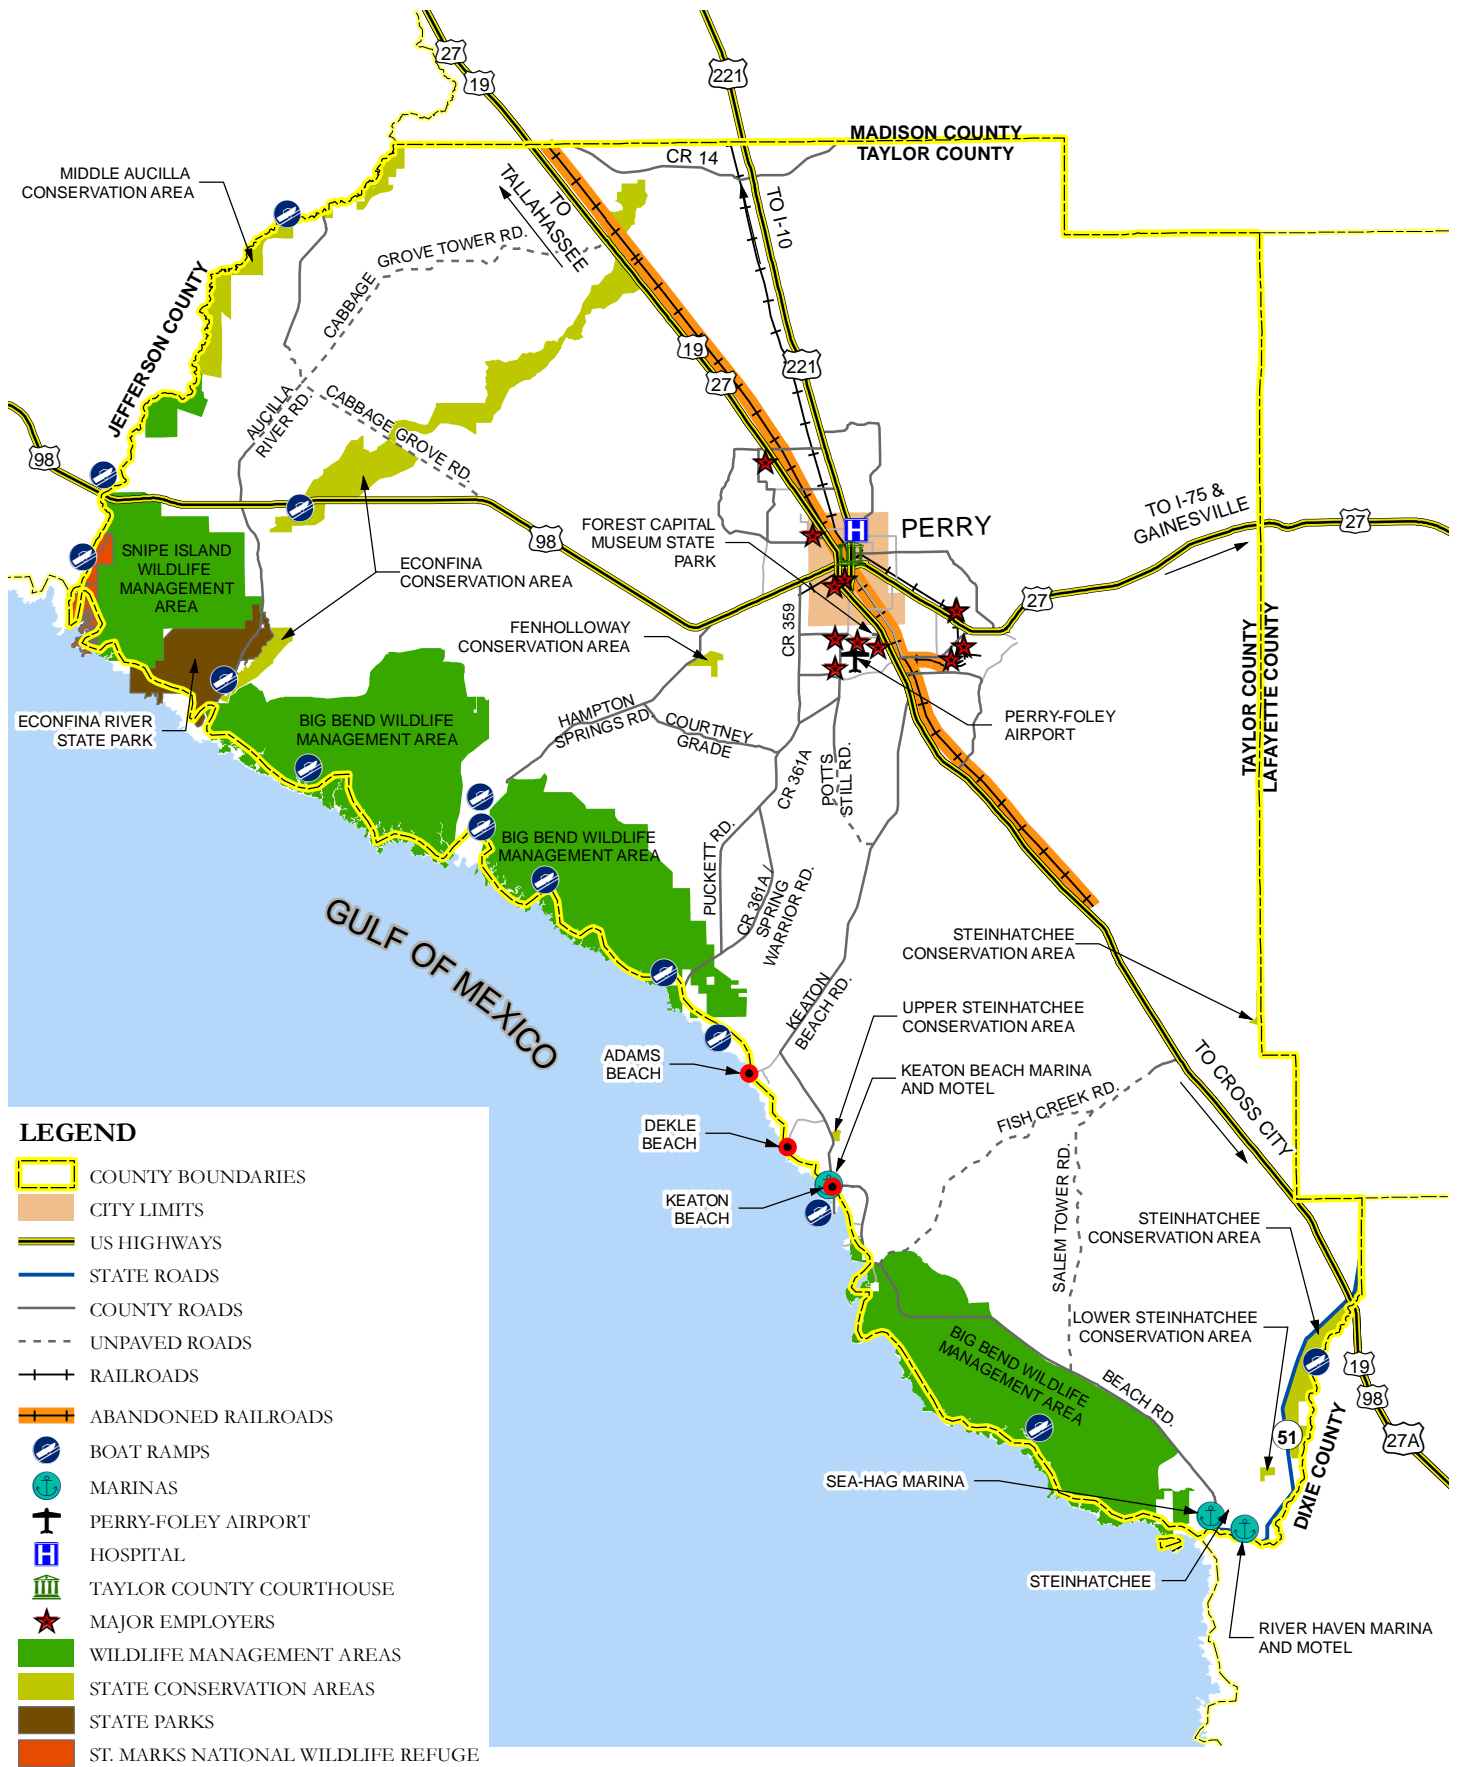 27
19
221
MADISON COUNTY
TAYLOR COUNTY
CR 14
MIDDLE AUCILLA
CONSERVATION AREA
TO
TALLAHASSEE
TO I-10
GROVE TOWER RD.
CABBAGE
JEFFERSON COUNTY
19
27
221
AUCILLA
RIVER RD.
CABBAGE GROVE RD.
98
TO I-75 &
GAINESVILLE
27
FOREST CAPITAL
MUSEUM STATE
PARK
H
PERRY
98
SNIPE ISLAND
WILDLIFE
MANAGEMENT
AREA
ECONFINA
CONSERVATION AREA
27
CR 359
FENHOLLOWAY
CONSERVATION AREA
TAYLOR COUNTY
LAFAYETTE COUNTY
ECONFINA RIVER
STATE PARK
BIG BEND WILDLIFE
MANAGEMENT AREA
HAMPTON
SPRINGS RD.
COURTNEY
GRADE
PERRY-FOLEY
AIRPORT
CR 361A
POTTS
STILL RD.
BIG BEND WILDLIFE
MANAGEMENT AREA
PUCKETT RD.
CR 361A /
SPRING
WARRIOR RD.
GULF OF MEXICO
STEINHATCHEE
CONSERVATION AREA
KEATON
BEACH RD.
UPPER STEINHATCHEE
CONSERVATION AREA
ADAMS
BEACH
KEATON BEACH MARINA
AND MOTEL
TO CROSS CITY
FISH CREEK RD.
DEKLE
BEACH
SALEM TOWER RD.
KEATON
BEACH
STEINHATCHEE
CONSERVATION AREA
LOWER STEINHATCHEE
CONSERVATION AREA
BIG BEND WILDLIFE
MANAGEMENT AREA
BEACH RD.
19
98
27A
51
DIXIE COUNTY
SEA-HAG MARINA
STEINHATCHEE
RIVER HAVEN MARINA
AND MOTEL
LEGEND
COUNTY BOUNDARIES
CITY LIMITS
US HIGHWAYS
STATE ROADS
COUNTY ROADS
UNPAVED ROADS
RAILROADS
ABANDONED RAILROADS
BOAT RAMPS
MARINAS
PERRY-FOLEY AIRPORT
H HOSPITAL
TAYLOR COUNTY COURTHOUSE
MAJOR EMPLOYERS
WILDLIFE MANAGEMENT AREAS
STATE CONSERVATION AREAS
STATE PARKS
ST. MARKS NATIONAL WILDLIFE REFUGE